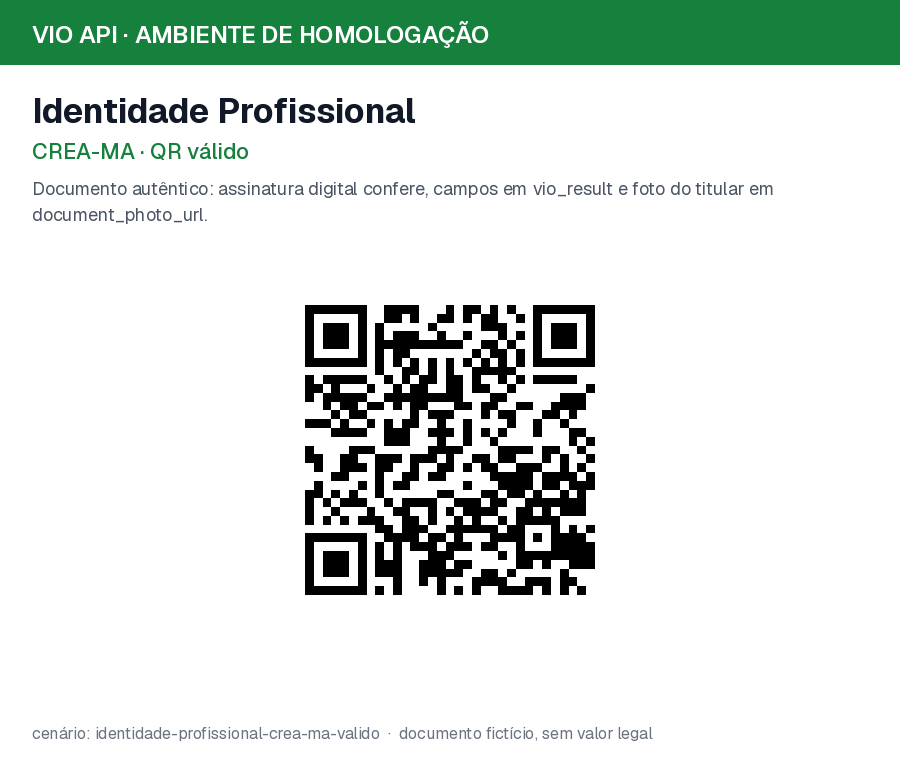 VIO API · AMBIENTE DE HOMOLOGAÇÃO
Identidade Profissional
CREA-MA · QR válido
Documento autêntico: assinatura digital confere, campos em vio_result e foto do titular em
document_photo_url.
cenário: identidade-profissional-crea-ma-valido · documento fictício, sem valor legal